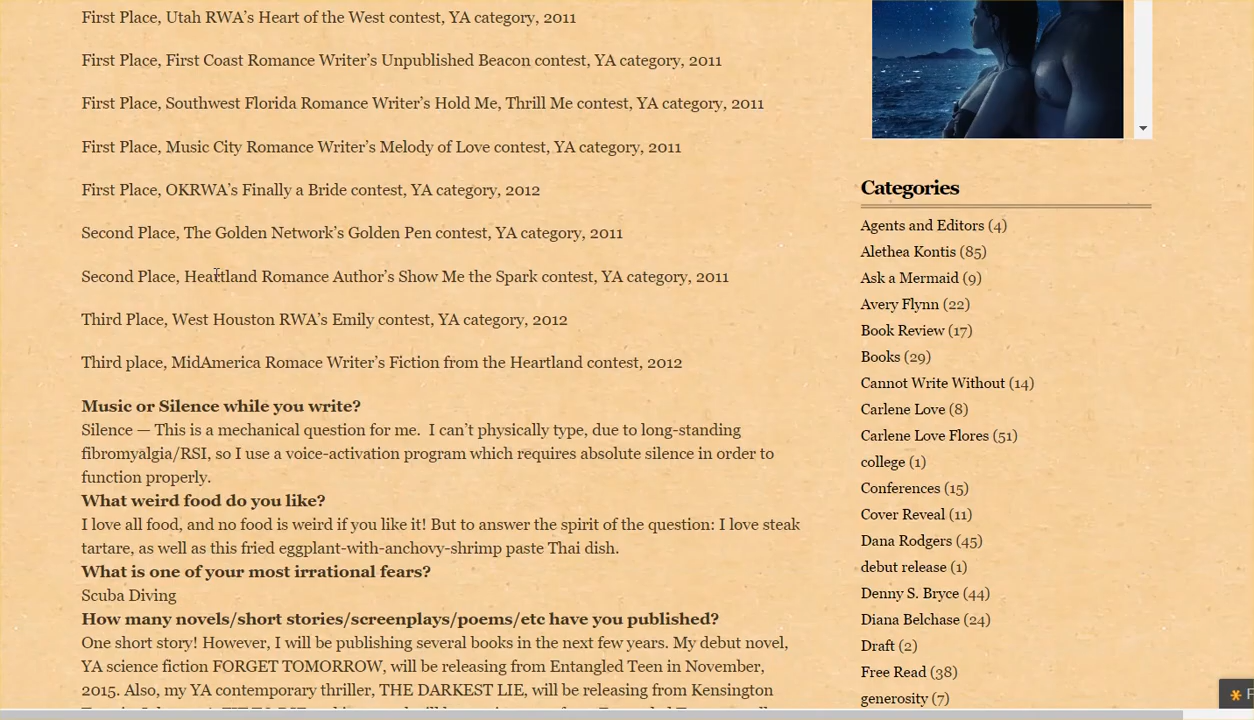 First Place, Utah RWA’s Heart of the West contest, YA category, 2011
First Place, First Coast Romance Writer’s Unpublished Beacon contest, YA category, 2011
First Place, Southwest Florida Romance Writer’s Hold Me, Thrill Me contest, YA category, 2011
First Place, Music City Romance Writer’s Melody of Love contest, YA category, 2011
First Place, OKRWA’s Finally a Bride contest, YA category, 2012
Second Place, The Golden Network’s Golden Pen contest, YA category, 2011
Second Place, Heartland Romance Author’s Show Me the Spark contest, YA category, 2011
Third Place, West Houston RWA’s Emily contest, YA category, 2012
Third place, MidAmerica Romace Writer’s Fiction from the Heartland contest, 2012
Music or Silence while you write?
Silence — This is a mechanical question for me.  I can’t physically type, due to long-standing
fibromyalgia/RSI, so I use a voice-activation program which requires absolute silence in order to
function properly.
What weird food do you like?
I love all food, and no food is weird if you like it! But to answer the spirit of the question: I love steak
tartare, as well as this fried eggplant-with-anchovy-shrimp paste Thai dish.
What is one of your most irrational fears?
Scuba Diving
How many novels/short stories/screenplays/poems/etc have you published?
One short story! However, I will be publishing several books in the next few years. My debut novel,
YA science fiction FORGET TOMORROW, will be releasing from Entangled Teen in November,
2015. Also, my YA contemporary thriller, THE DARKEST LIE, will be releasing from Kensington
Categories
Agents and Editors (4)
Alethea Kontis (85)
Ask a Mermaid (9)
Avery Flynn (22)
Book Review (17)
Books (29)
Cannot Write Without (14)
Carlene Love (8)
Carlene Love Flores (51)
college (1)
Conferences (15)
Cover Reveal (11)
Dana Rodgers (45)
debut release (1)
Denny S. Bryce (44)
Diana Belchase (24)
Draft (2)
Free Read (38)
generosity (7)